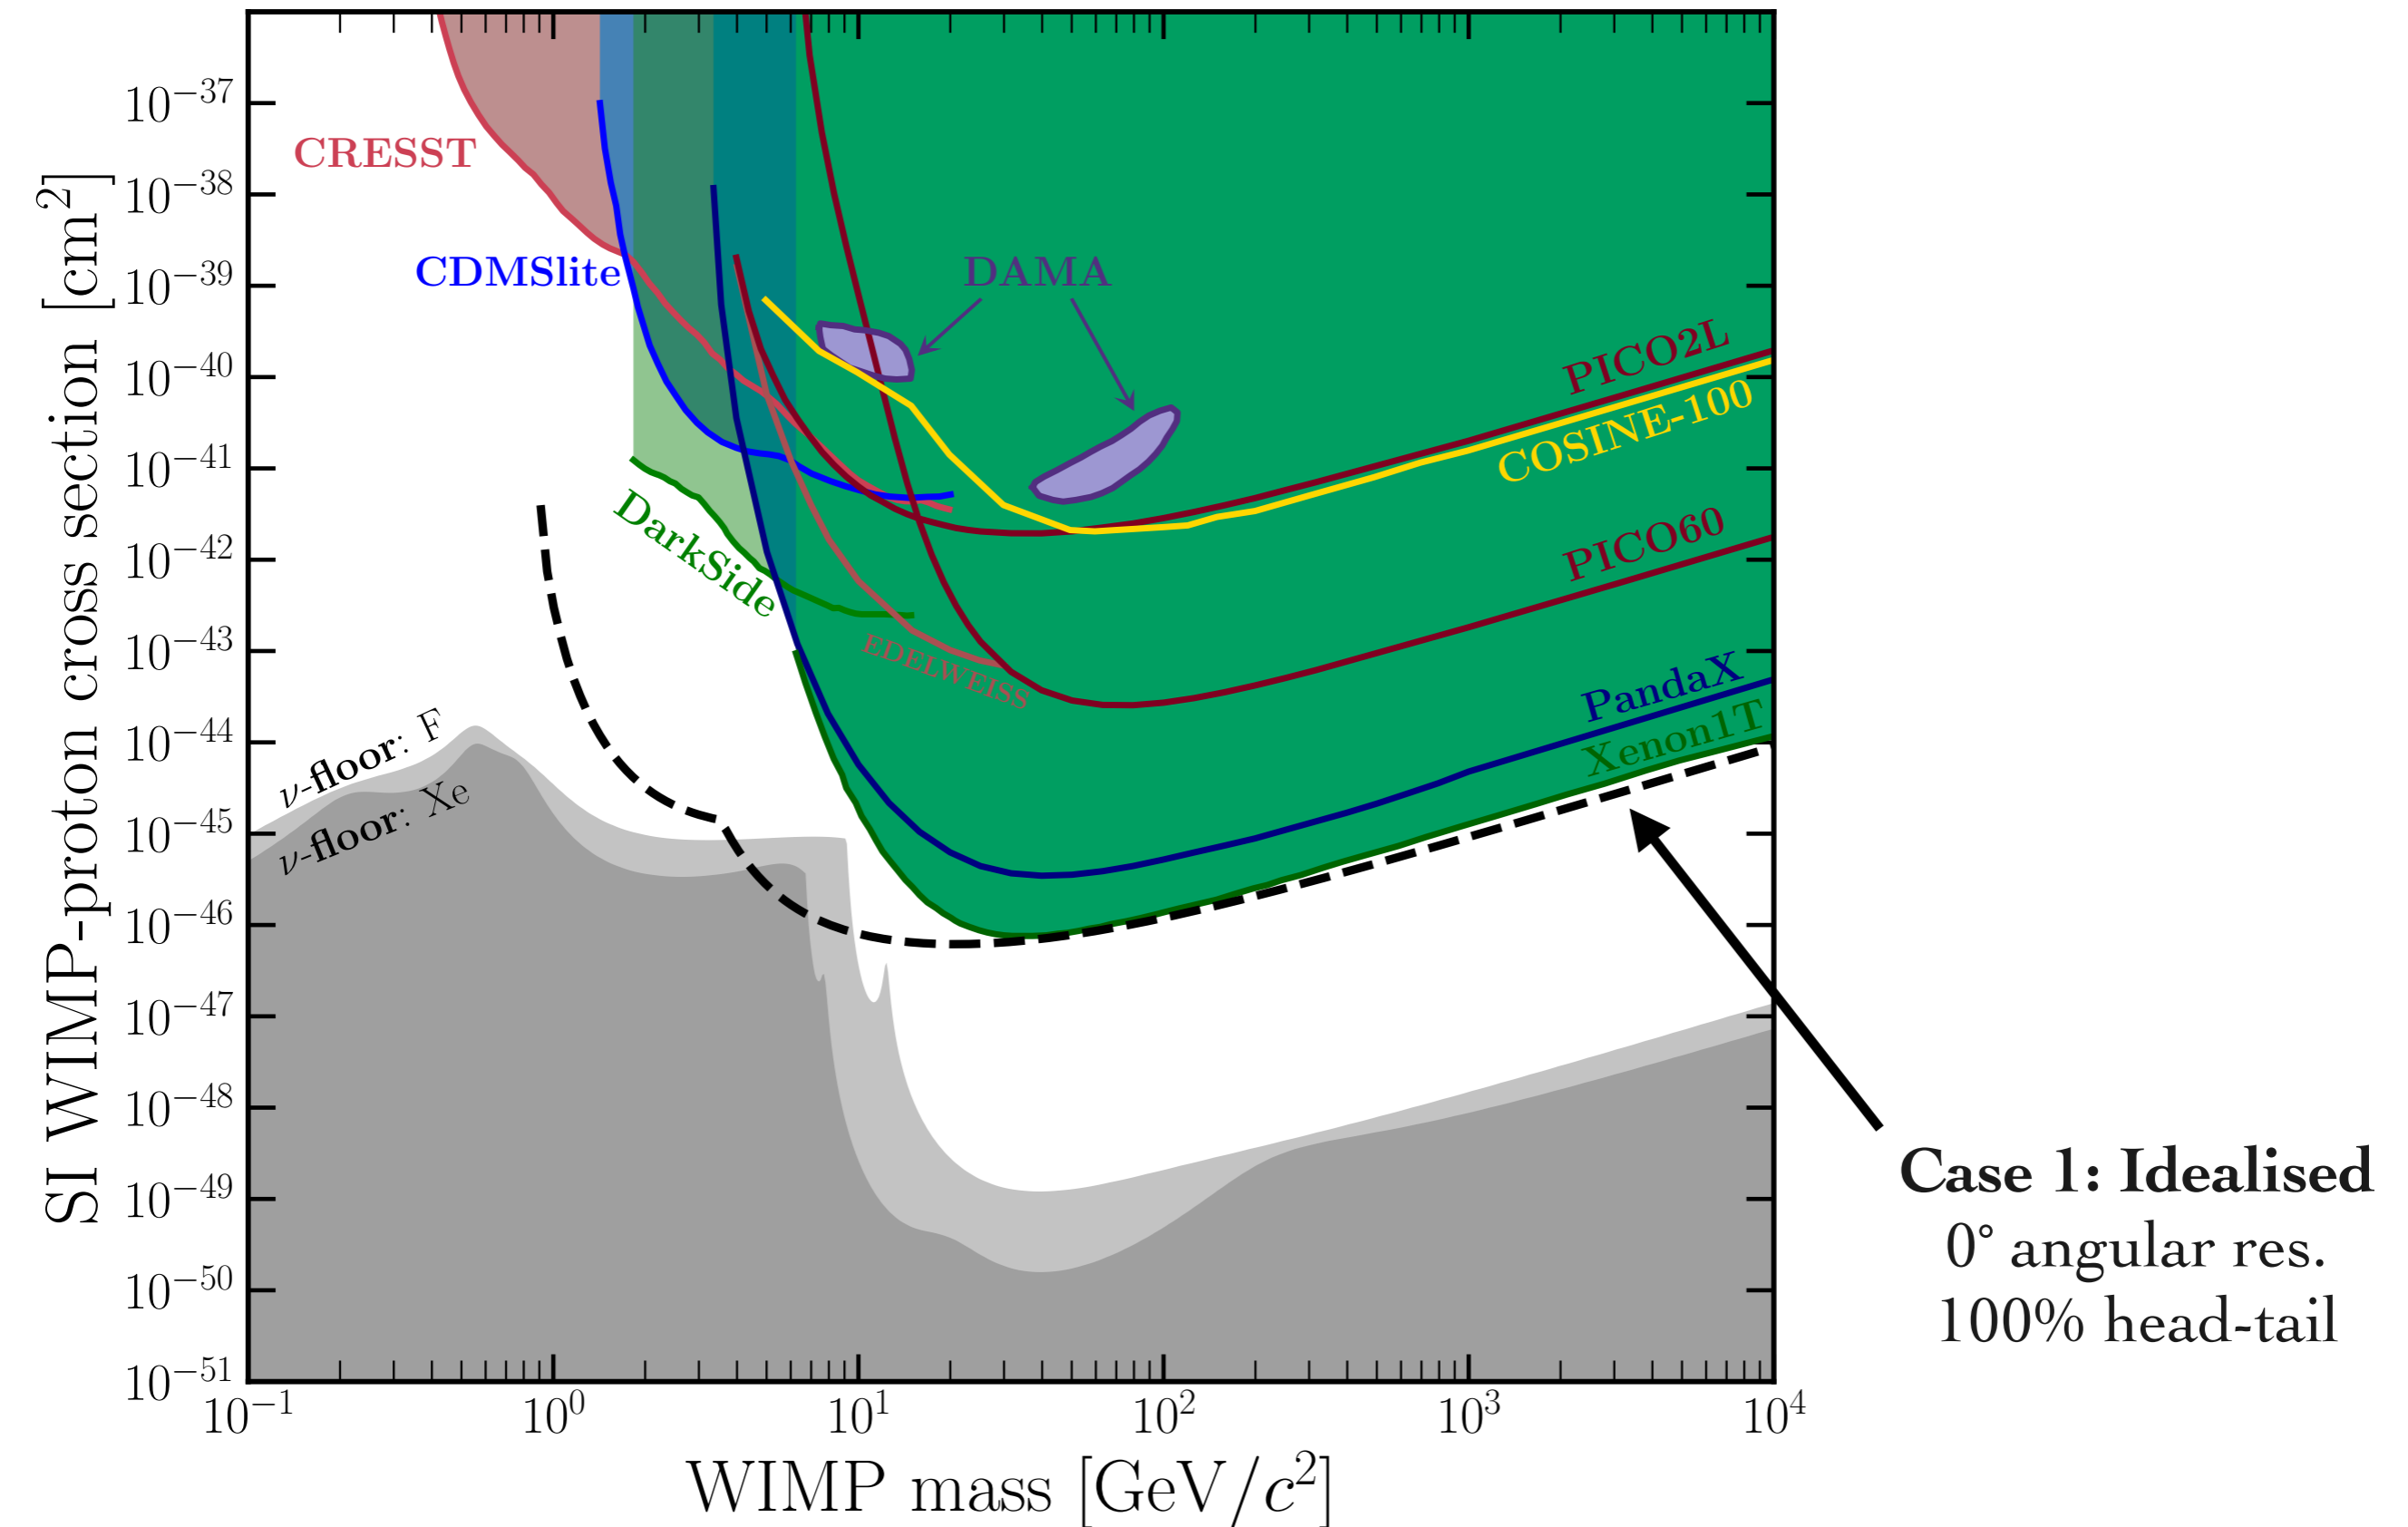 SI WIMP-proton cross section [cm²]
10⁻³⁷
10⁻³⁸
10⁻³⁹
10⁻⁴⁰
10⁻⁴¹
10⁻⁴²
10⁻⁴³
10⁻⁴⁴
10⁻⁴⁵
10⁻⁴⁶
10⁻⁴⁷
10⁻⁴⁸
10⁻⁴⁹
10⁻⁵⁰
10⁻⁵¹
CRESST
CDMSlite
DAMA
PICO2L
COSINE-100
DarkSide
PICO60
EDELWEISS
PandaX
Xenon1T
ν-floor: F
ν-floor: Xe
Case 1: Idealised
0° angular res.
100% head-tail
10⁻¹ 10⁰ 10¹ 10² 10³ 10⁴
WIMP mass [GeV/c²]